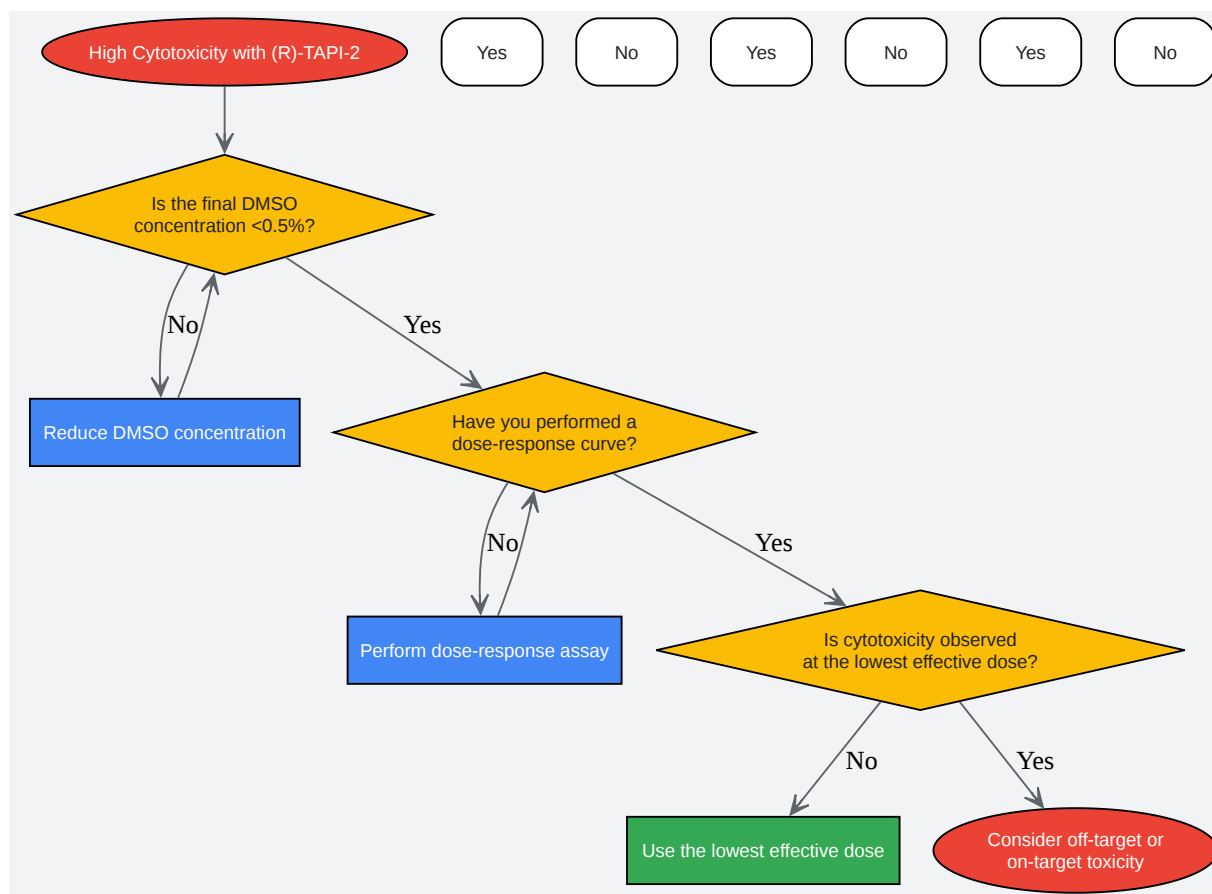 High Cytotoxicity with (R)-TAPI-2
Yes
No
Yes
No
Yes
No
Is the final DMSO
concentration <0.5%?
No
Yes
Reduce DMSO concentration
Have you performed a
dose-response curve?
No
Yes
Perform dose-response assay
Is cytotoxicity observed
at the lowest effective dose?
No
Yes
Use the lowest effective dose
Consider off-target or
on-target toxicity